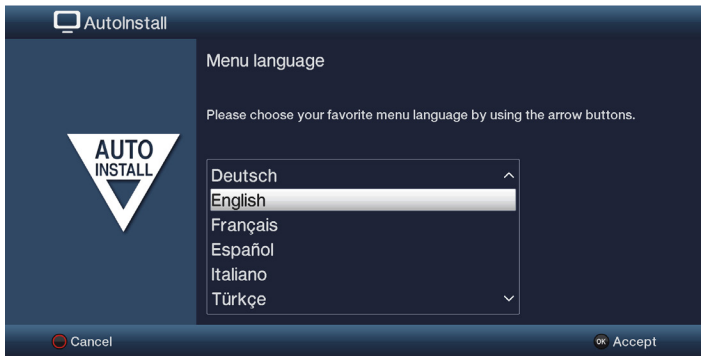 AutoInstall
Menu language
Please choose your favorite menu language by using the arrow buttons.
AUTO
INSTALL
Deutsch
English
Français
Español
Italiano
Türkçe
Cancel
OK Accept